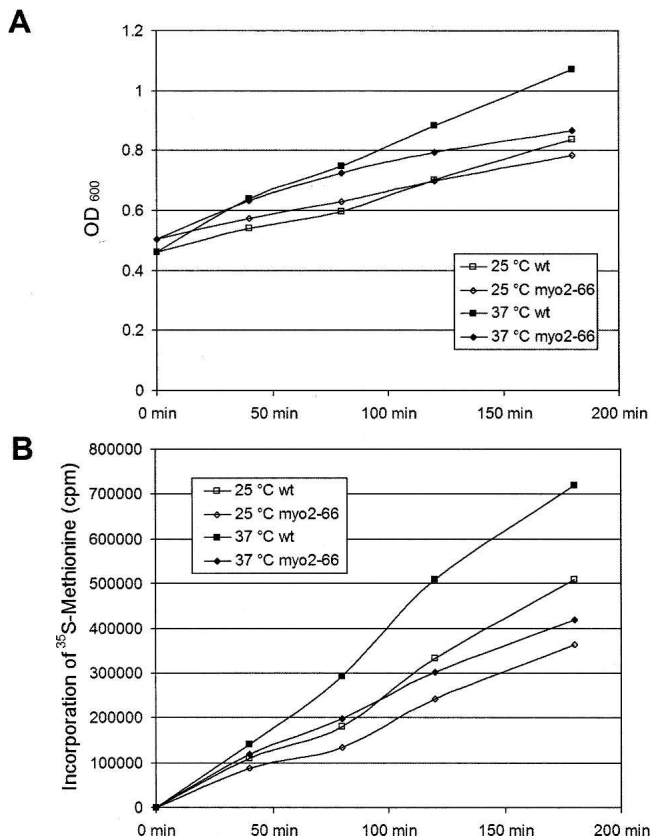 A
1.2
1
0.8
0.6
0.4
0.2
0
OD 600
0 min
50 min
100 min
150 min
200 min
25 °C wt
25 °C myo2-66
37 °C wt
37 °C myo2-66
B
800000
700000
600000
500000
400000
300000
200000
100000
0
Incorporation of 35S-Methionine (cpm)
0 min
50 min
100 min
150 min
200 min
25 °C wt
25 °C myo2-66
37 °C wt
37 °C myo2-66